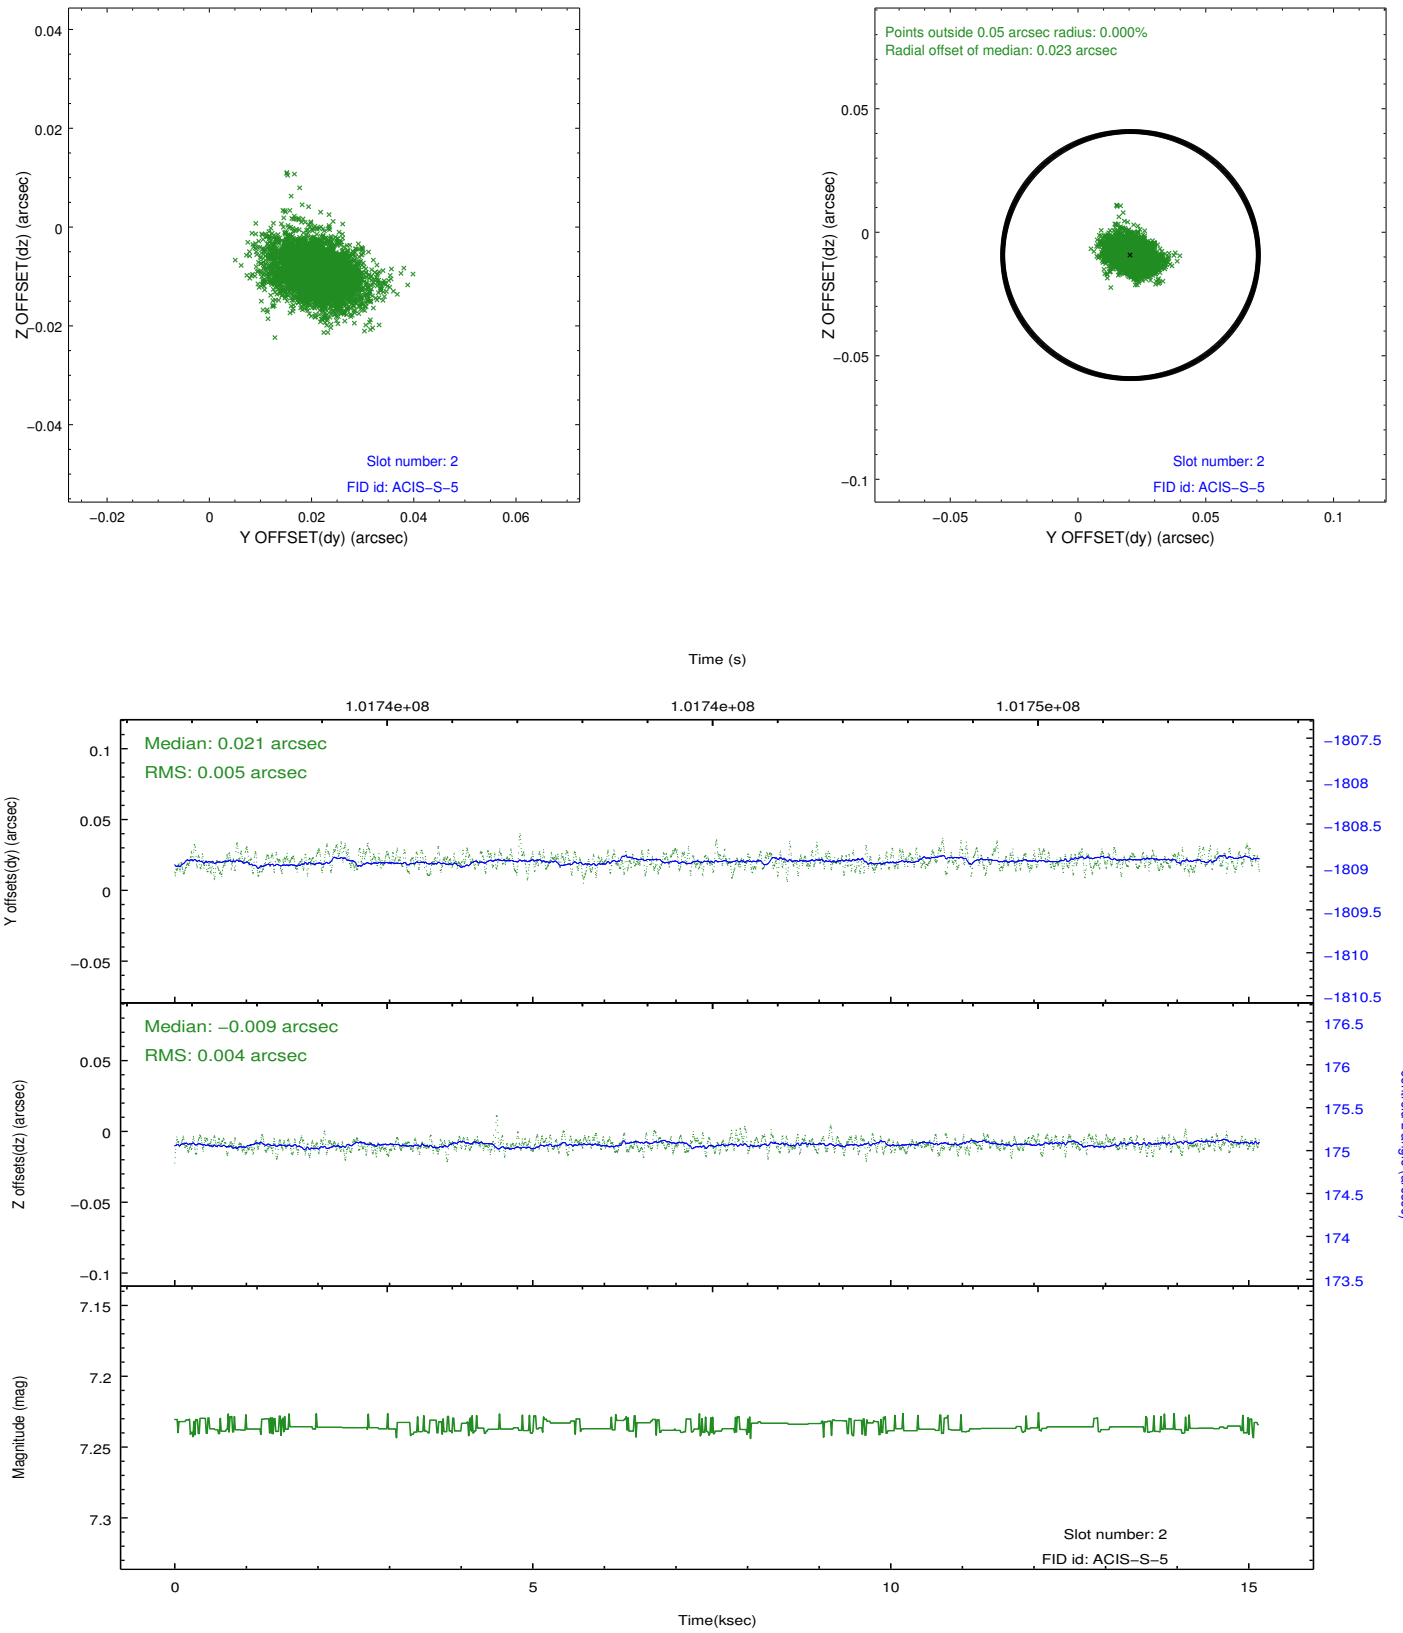 0.04
0.02
0
−0.02
−0.04
Z OFFSET(dz) (arcsec)
Slot number: 2
FID id: ACIS−S−5
−0.02 0 0.02 0.04 0.06
Y OFFSET(dy) (arcsec)
Points outside 0.05 arcsec radius: 0.000%
Radial offset of median: 0.023 arcsec
0.05
0
−0.05
−0.1
Z OFFSET(dz) (arcsec)
Slot number: 2
FID id: ACIS−S−5
−0.05 0 0.05 0.1
Y OFFSET(dy) (arcsec)
Time (s)
1.0174e+08 1.0174e+08 1.0175e+08
Median: 0.021 arcsec
RMS: 0.005 arcsec
0.1
0.05
0
−0.05
Y offsets(dy) (arcsec)
−1807.5
−1808
−1808.5
−1809
−1809.5
−1810
−1810.5
Median: −0.009 arcsec
RMS: 0.004 arcsec
0.05
0
−0.05
−0.1
Z offsets(dz) (arcsec)
176.5
176
175.5
175
174.5
174
173.5
7.15
7.2
7.25
7.3
Magnitude (mag)
Slot number: 2
FID id: ACIS−S−5
0 5 10 15
Time(ksec)